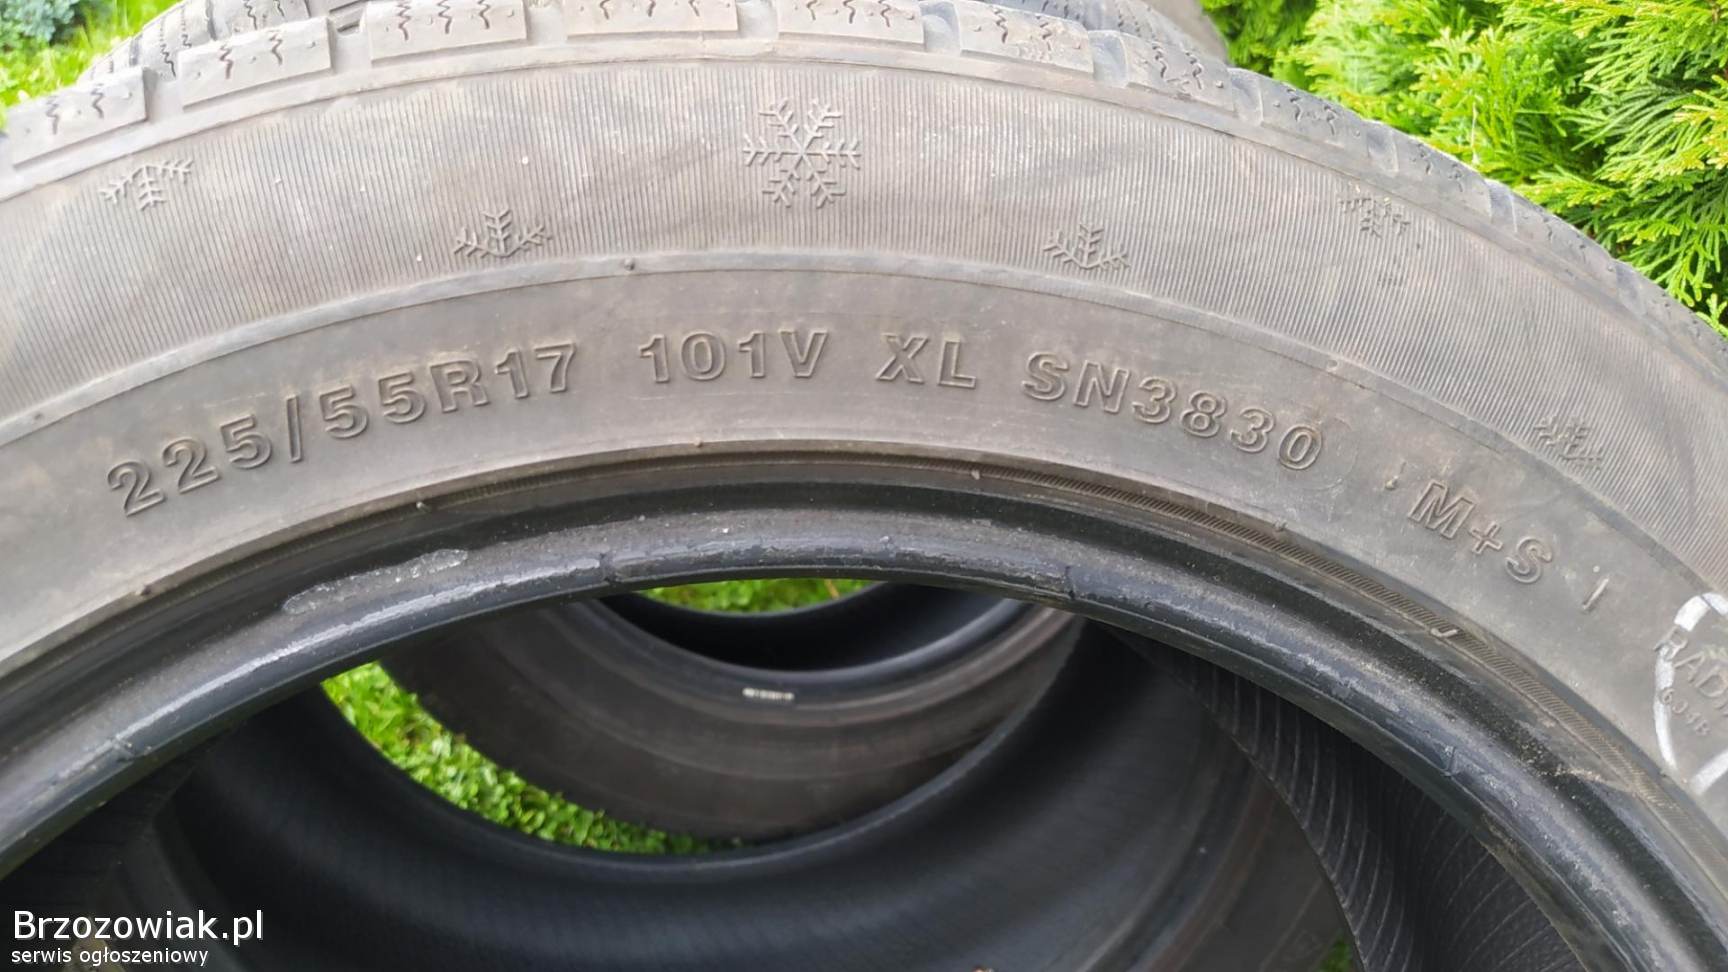 225/55R17 101V XL SN3830 M+S
Brzozowiak.pl
serwis ogłoszeniowy